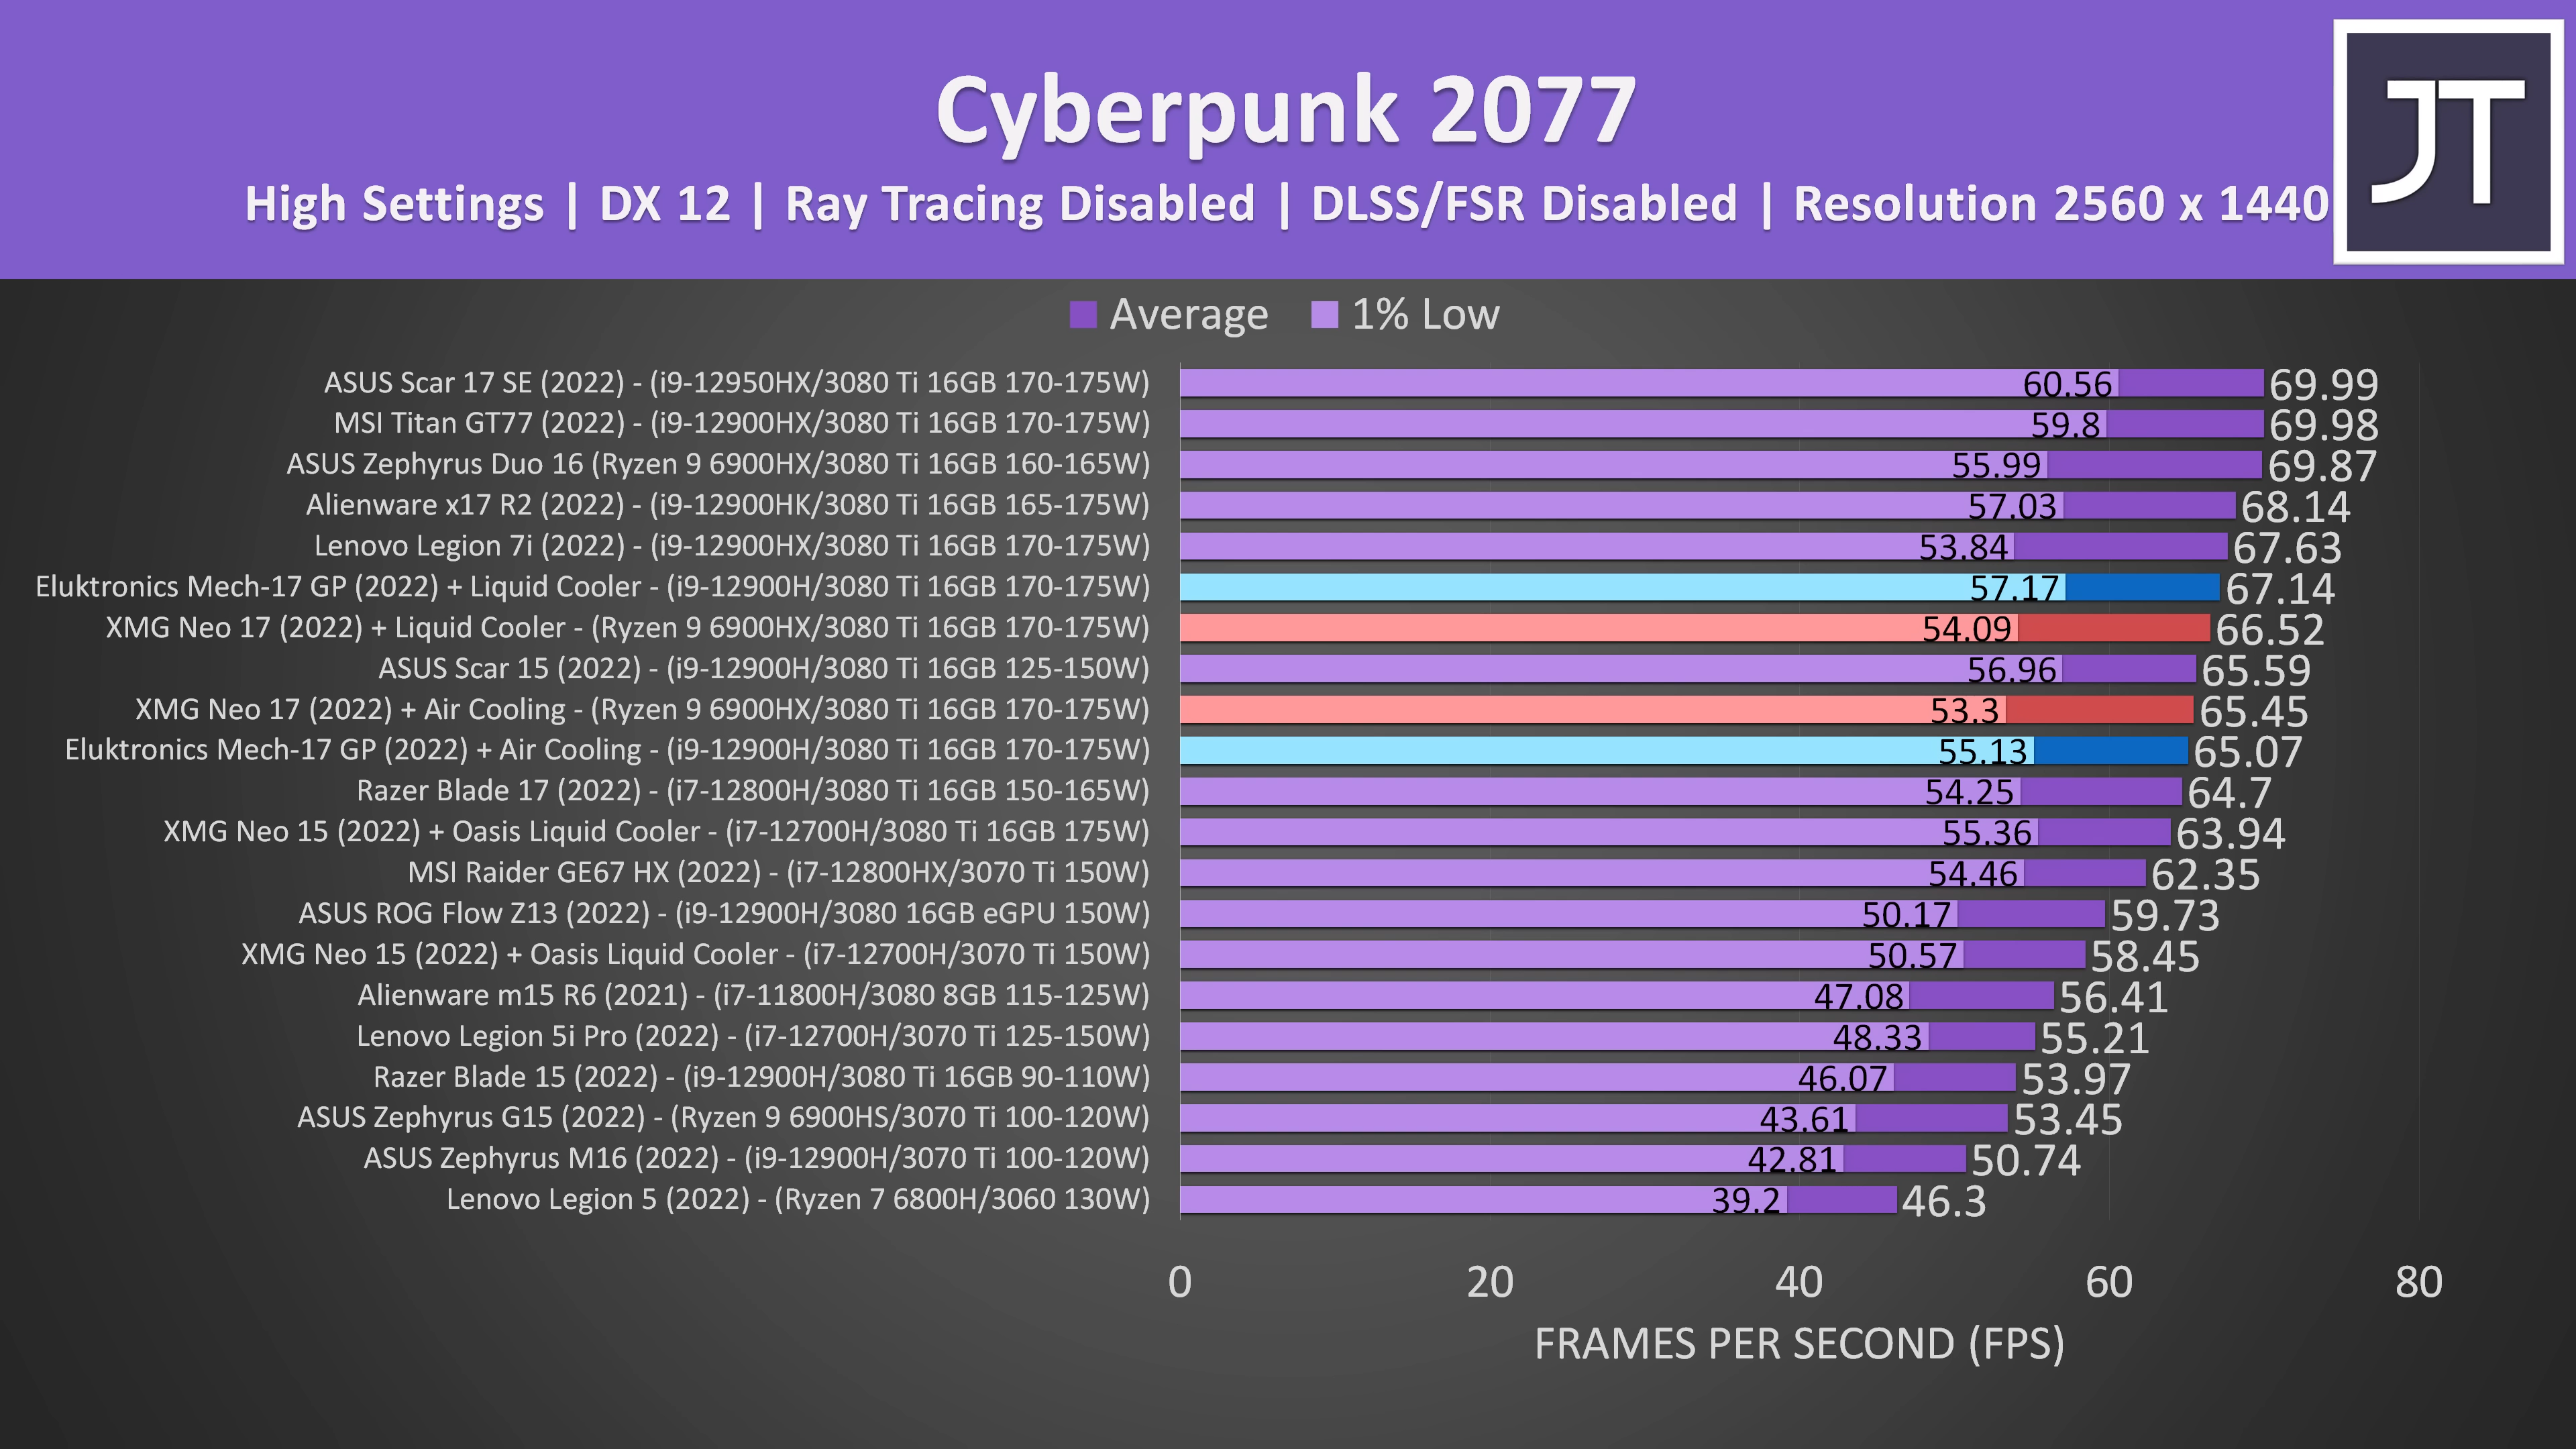 Cyberpunk 2077
JT
High Settings | DX 12 | Ray Tracing Disabled | DLSS/FSR Disabled | Resolution 2560 x 1440
Average 1% Low
ASUS Scar 17 SE (2022) - (i9-12950HX/3080 Ti 16GB 170-175W) 60.56 69.99
MSI Titan GT77 (2022) - (i9-12900HX/3080 Ti 16GB 170-175W) 59.8 69.98
ASUS Zephyrus Duo 16 (Ryzen 9 6900HX/3080 Ti 16GB 160-165W) 55.99 69.87
Alienware x17 R2 (2022) - (i9-12900HK/3080 Ti 16GB 165-175W) 57.03 68.14
Lenovo Legion 7i (2022) - (i9-12900HX/3080 Ti 16GB 170-175W) 53.84 67.63
Eluktronics Mech-17 GP (2022) + Liquid Cooler - (i9-12900H/3080 Ti 16GB 170-175W) 57.17 67.14
XMG Neo 17 (2022) + Liquid Cooler - (Ryzen 9 6900HX/3080 Ti 16GB 170-175W) 54.09 66.52
ASUS Scar 15 (2022) - (i9-12900H/3080 Ti 16GB 125-150W) 56.96 65.59
XMG Neo 17 (2022) + Air Cooling - (Ryzen 9 6900HX/3080 Ti 16GB 170-175W) 53.3 65.45
Eluktronics Mech-17 GP (2022) + Air Cooling - (i9-12900H/3080 Ti 16GB 170-175W) 55.13 65.07
Razer Blade 17 (2022) - (i7-12800H/3080 Ti 16GB 150-165W) 54.25 64.7
XMG Neo 15 (2022) + Oasis Liquid Cooler - (i7-12700H/3080 Ti 16GB 175W) 55.36 63.94
MSI Raider GE67 HX (2022) - (i7-12800HX/3070 Ti 150W) 54.46 62.35
ASUS ROG Flow Z13 (2022) - (i9-12900H/3080 16GB eGPU 150W) 50.17 59.73
XMG Neo 15 (2022) + Oasis Liquid Cooler - (i7-12700H/3070 Ti 150W) 50.57 58.45
Alienware m15 R6 (2021) - (i7-11800H/3080 8GB 115-125W) 47.08 56.41
Lenovo Legion 5i Pro (2022) - (i7-12700H/3070 Ti 125-150W) 48.33 55.21
Razer Blade 15 (2022) - (i9-12900H/3080 Ti 16GB 90-110W) 46.07 53.97
ASUS Zephyrus G15 (2022) - (Ryzen 9 6900HS/3070 Ti 100-120W) 43.61 53.45
ASUS Zephyrus M16 (2022) - (i9-12900H/3070 Ti 100-120W) 42.81 50.74
Lenovo Legion 5 (2022) - (Ryzen 7 6800H/3060 130W) 39.2 46.3
0 20 40 60 80
FRAMES PER SECOND (FPS)